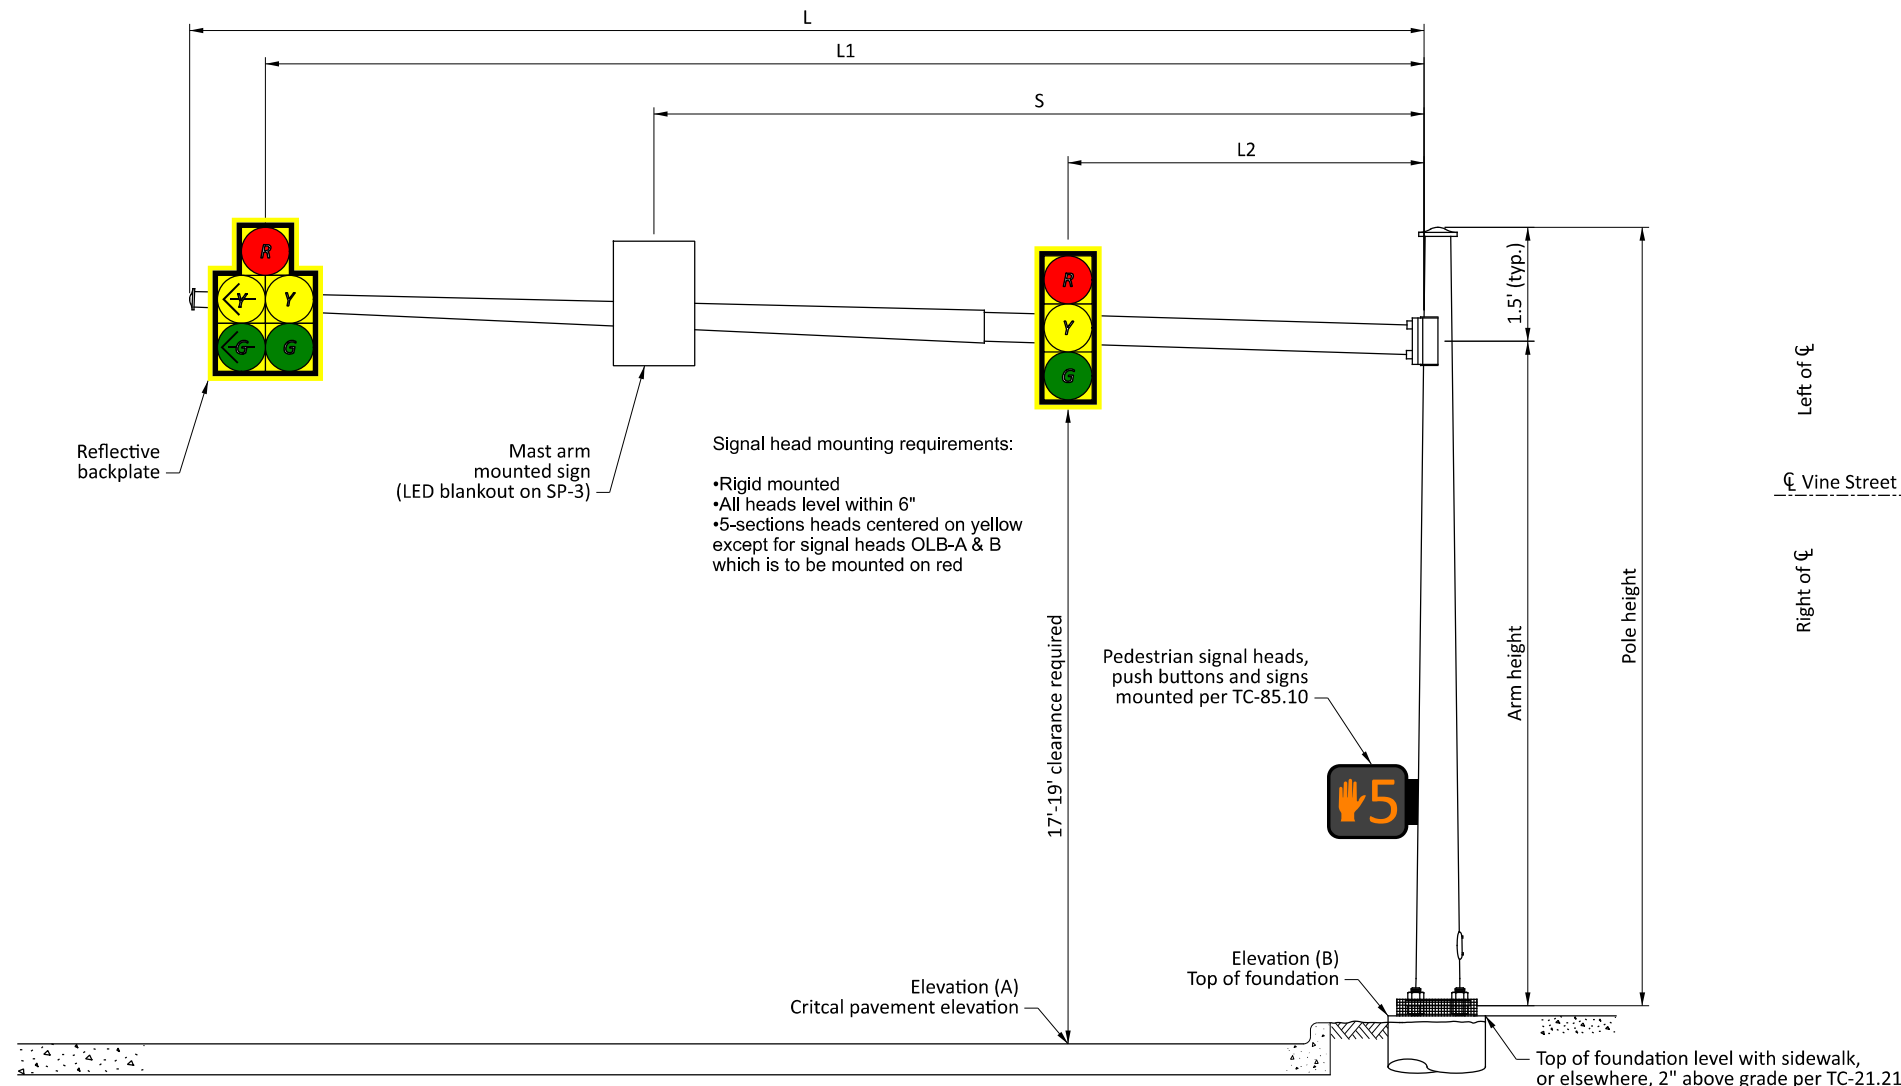 L
L1
S
L2
R
Y
Y
G
G
R
Y
G
1.5' (typ.)
Left of ℄
Reflective
backplate
Mast arm
mounted sign
(LED blankout on SP-3)
Signal head mounting requirements:
•Rigid mounted
•All heads level within 6"
•5-sections heads centered on yellow
except for signal heads OLB-A & B
which is to be mounted on red
℄ Vine Street
Right of ℄
Pole height
Arm height
17'-19' clearance required
Pedestrian signal heads,
push buttons and signs
mounted per TC-85.10
5
Elevation (B)
Top of foundation
Elevation (A)
Critcal pavement elevation
Top of foundation level with sidewalk,
or elsewhere, 2" above grade per TC-21.21